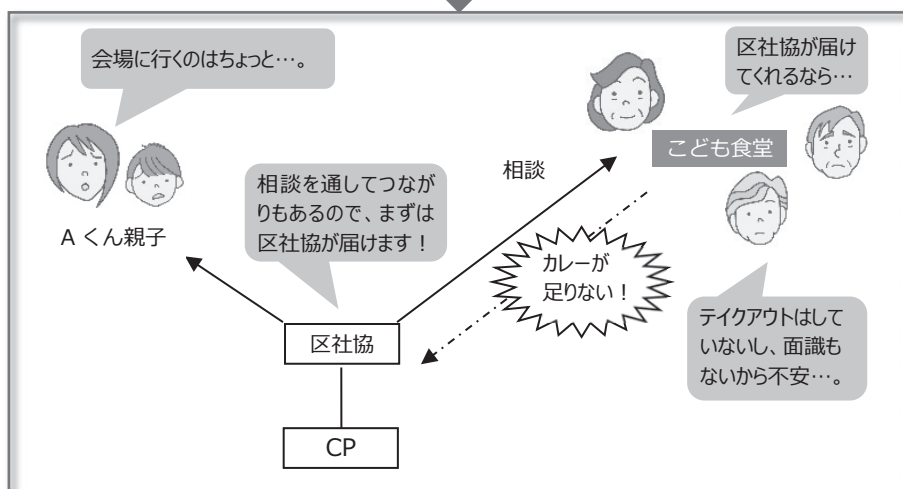 会場に行くのはちょっと…。
区社協が届け
てくれるなら…
こども食堂
相談
相談を通してつなが
りもあるので、まずは
区社協が届けます！
A くん親子
カレーが
足りない！
テイクアウトはして
いないし、面識も
ないから不安…。
区社協
CP